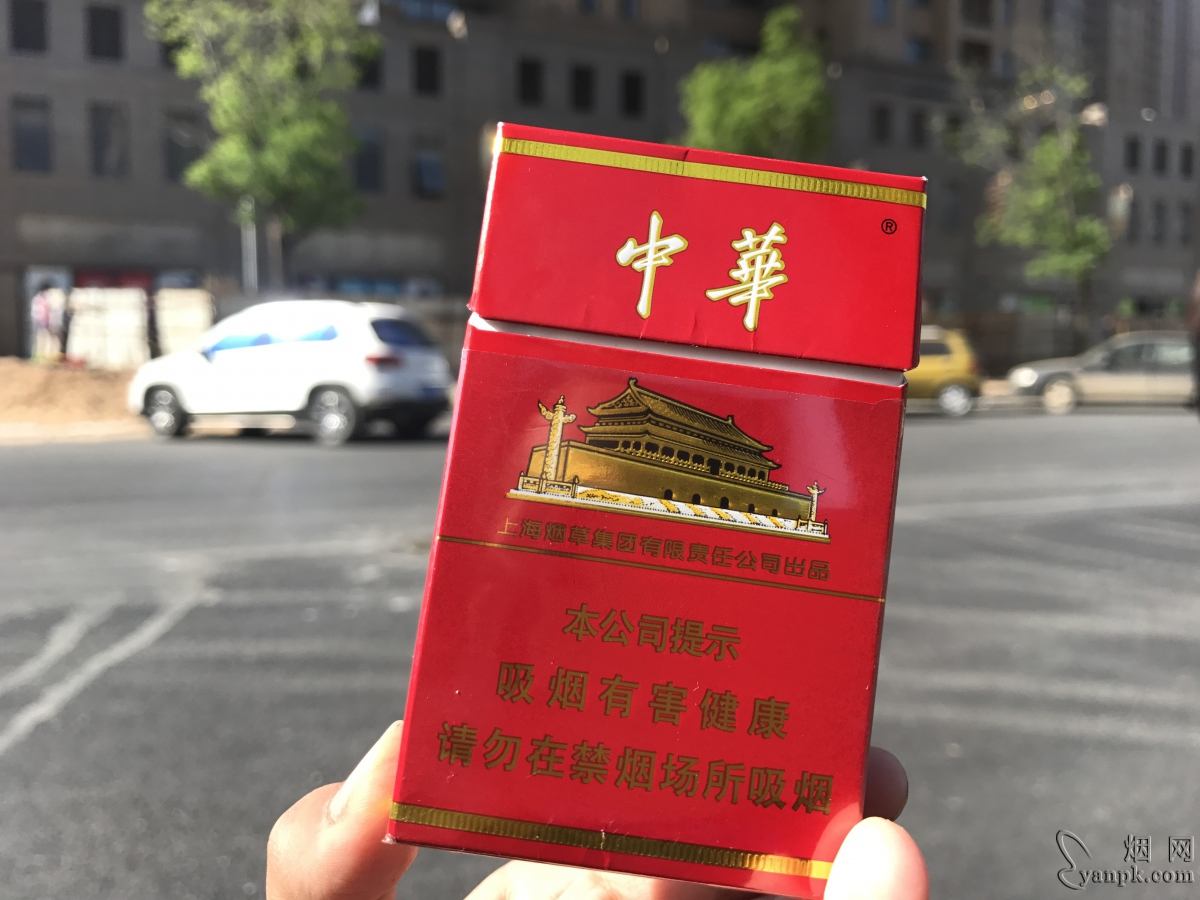 中華
®
上海烟草集团有限责任公司出品
本公司提示
吸烟有害健康
请勿在禁烟场所吸烟
烟网
yanpk.com